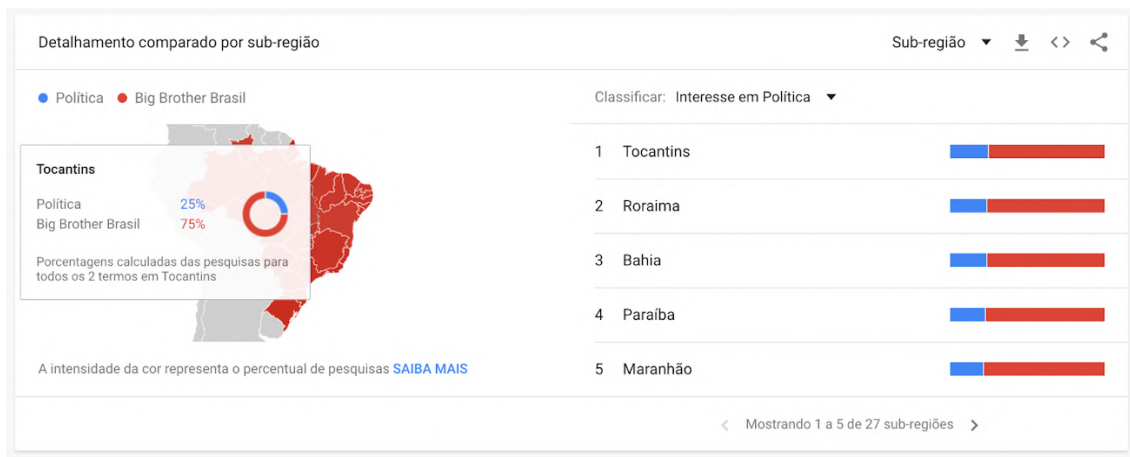 Detalhamento comparado por sub-região
Sub-região
Política
Big Brother Brasil
Tocantins
Política 25%
Big Brother Brasil 75%
Porcentagens calculadas das pesquisas para
todos os 2 termos em Tocantins
A intensidade da cor representa o percentual de pesquisas SAIBA MAIS
Classificar: Interesse em Política
1 Tocantins
2 Roraima
3 Bahia
4 Paraíba
5 Maranhão
Mostrando 1 a 5 de 27 sub-regiões